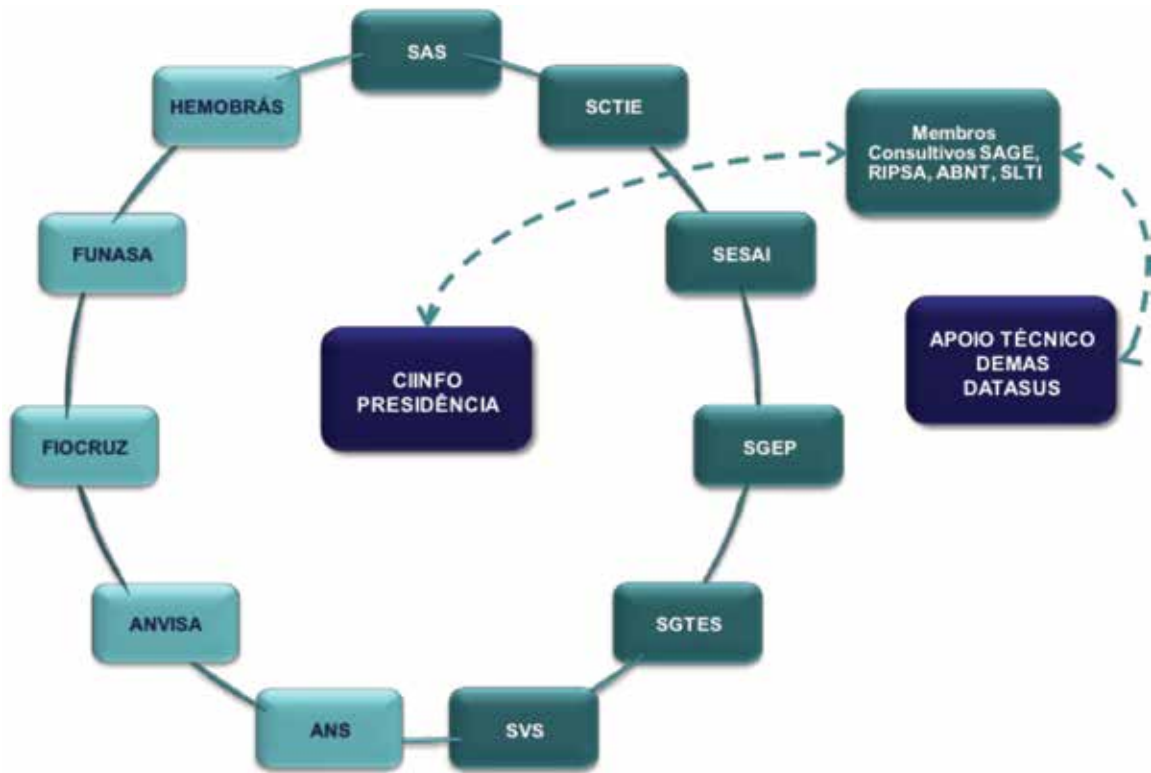 SAS
HEMOBRÁS
SCTIE
Membros
Consultivos SAGE,
RIPSA, ABNT, SLTI
FUNASA
SESAI
CIINFO
PRESIDÊNCIA
APOIO TÉCNICO
DEMAS
DATASUS
FIOCRUZ
SGEP
ANVISA
SGTES
ANS
SVS